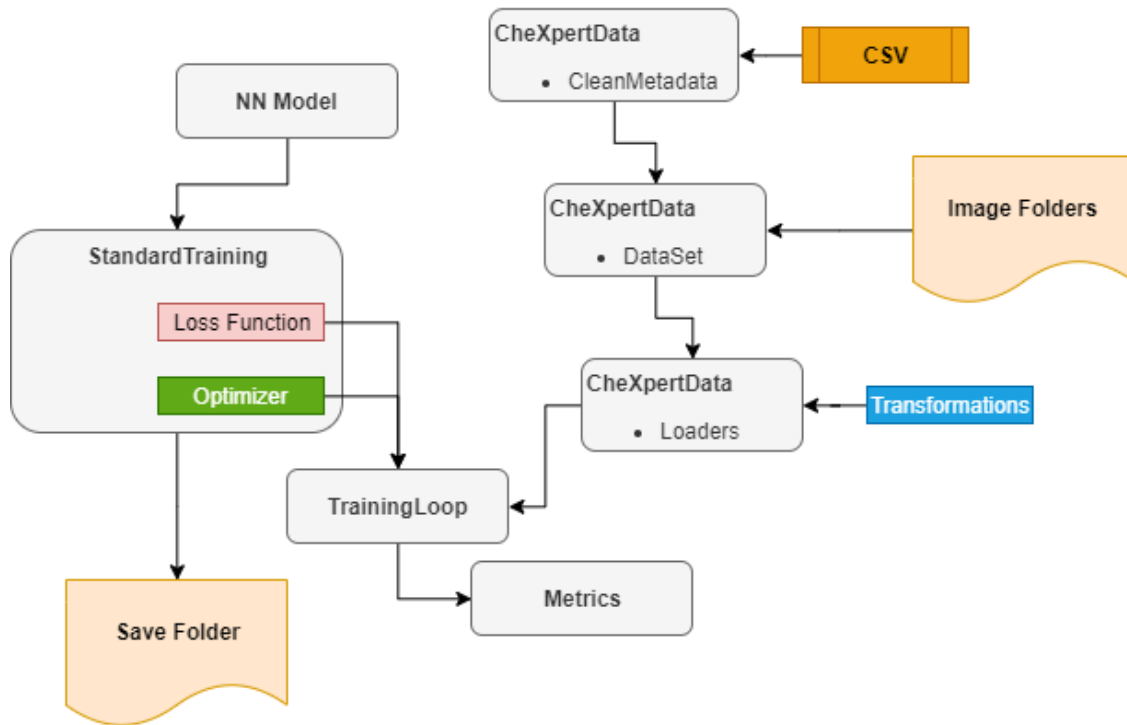 CheXpertData
CleanMetadata
CSV
NN Model
CheXpertData
DataSet
Image Folders
StandardTraining
Loss Function
Optimizer
CheXpertData
Loaders
Transformations
TrainingLoop
Metrics
Save Folder